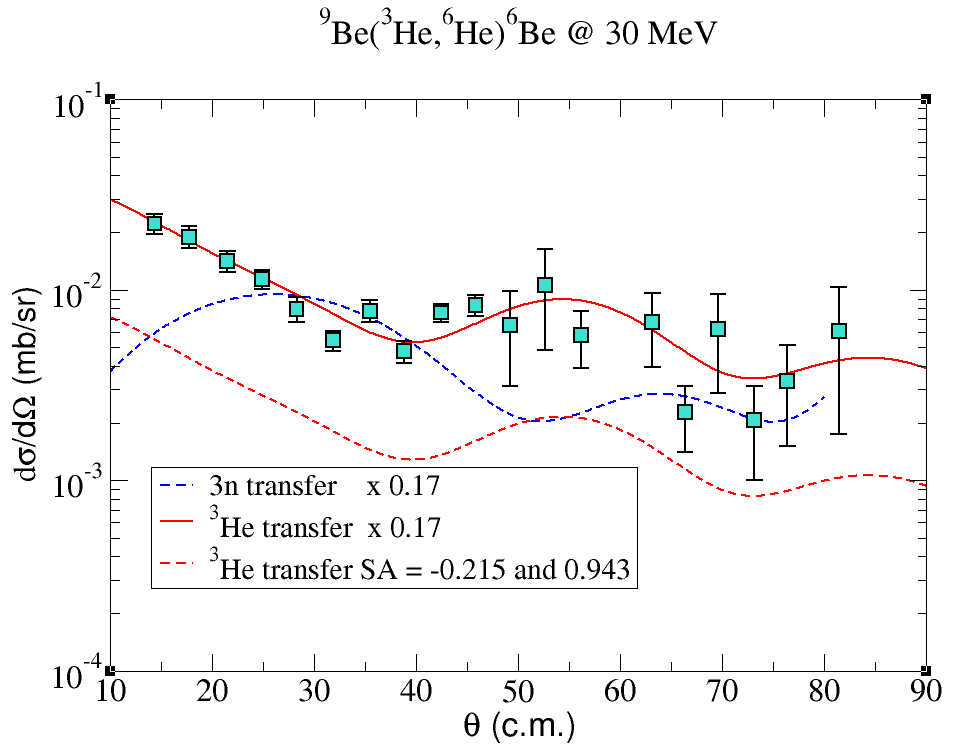 ⁹Be(³He,⁶He)⁶Be @ 30 MeV
10⁻¹
10⁻²
10⁻³
10⁻⁴
dσ/dΩ (mb/sr)
3n transfer x 0.17
³He transfer x 0.17
³He transfer SA = -0.215 and 0.943
10 20 30 40 50 60 70 80 90
θ (c.m.)